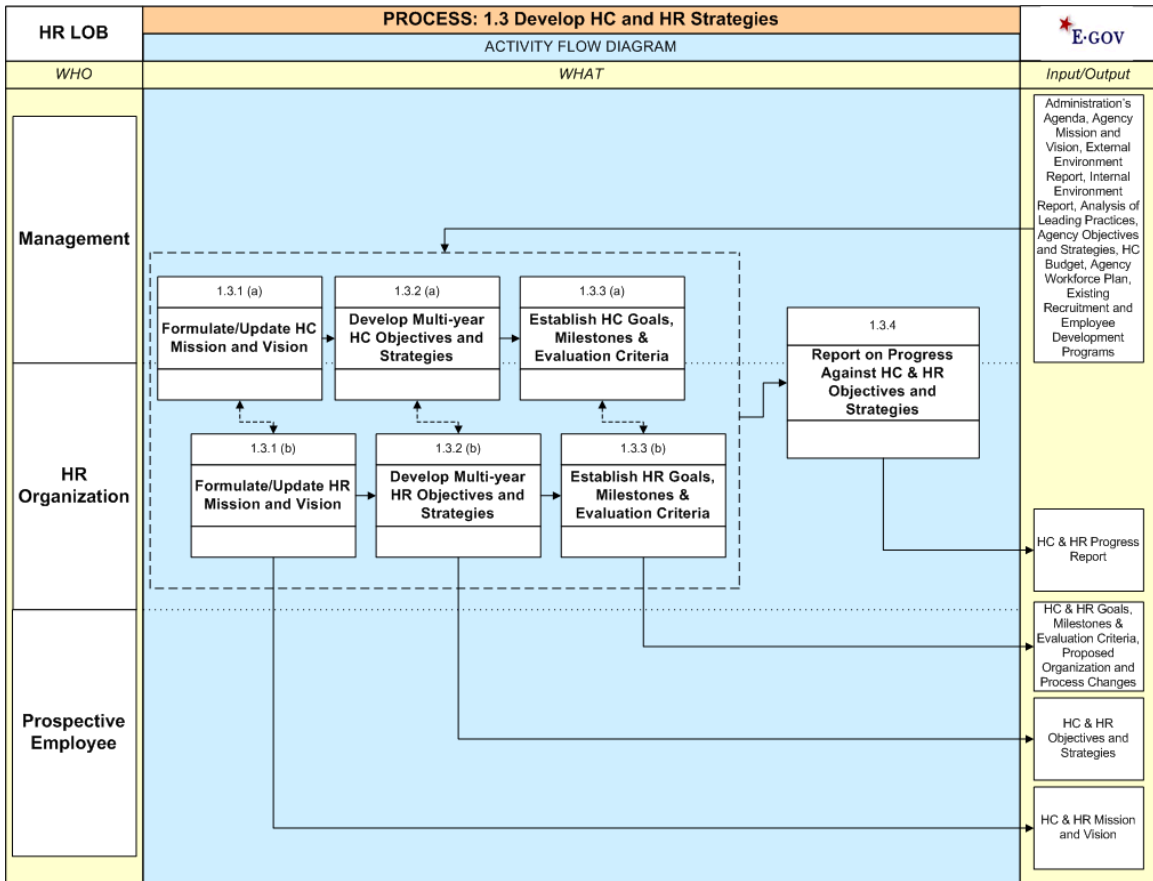 HR LOB
PROCESS: 1.3 Develop HC and HR Strategies
ACTIVITY FLOW DIAGRAM
E·GOV
WHO
WHAT
Input/Output
Management
HR
Organization
Prospective
Employee
1.3.1 (a)
Formulate/Update HC
Mission and Vision
1.3.2 (a)
Develop Multi-year
HC Objectives and
Strategies
1.3.3 (a)
Establish HC Goals,
Milestones &
Evaluation Criteria
1.3.4
Report on Progress
Against HC & HR
Objectives and
Strategies
1.3.1 (b)
Formulate/Update HR
Mission and Vision
1.3.2 (b)
Develop Multi-year
HR Objectives and
Strategies
1.3.3 (b)
Establish HR Goals,
Milestones &
Evaluation Criteria
Administration's
Agenda, Agency
Mission and
Vision, External
Environment
Report, Internal
Environment
Report, Analysis of
Leading Practices,
Agency Objectives
and Strategies, HC
Budget, Agency
Workforce Plan,
Existing
Recruitment and
Employee
Development
Programs
HC & HR Progress
Report
HC & HR Goals,
Milestones &
Evaluation Criteria,
Proposed
Organization and
Process Changes
HC & HR
Objectives and
Strategies
HC & HR Mission
and Vision